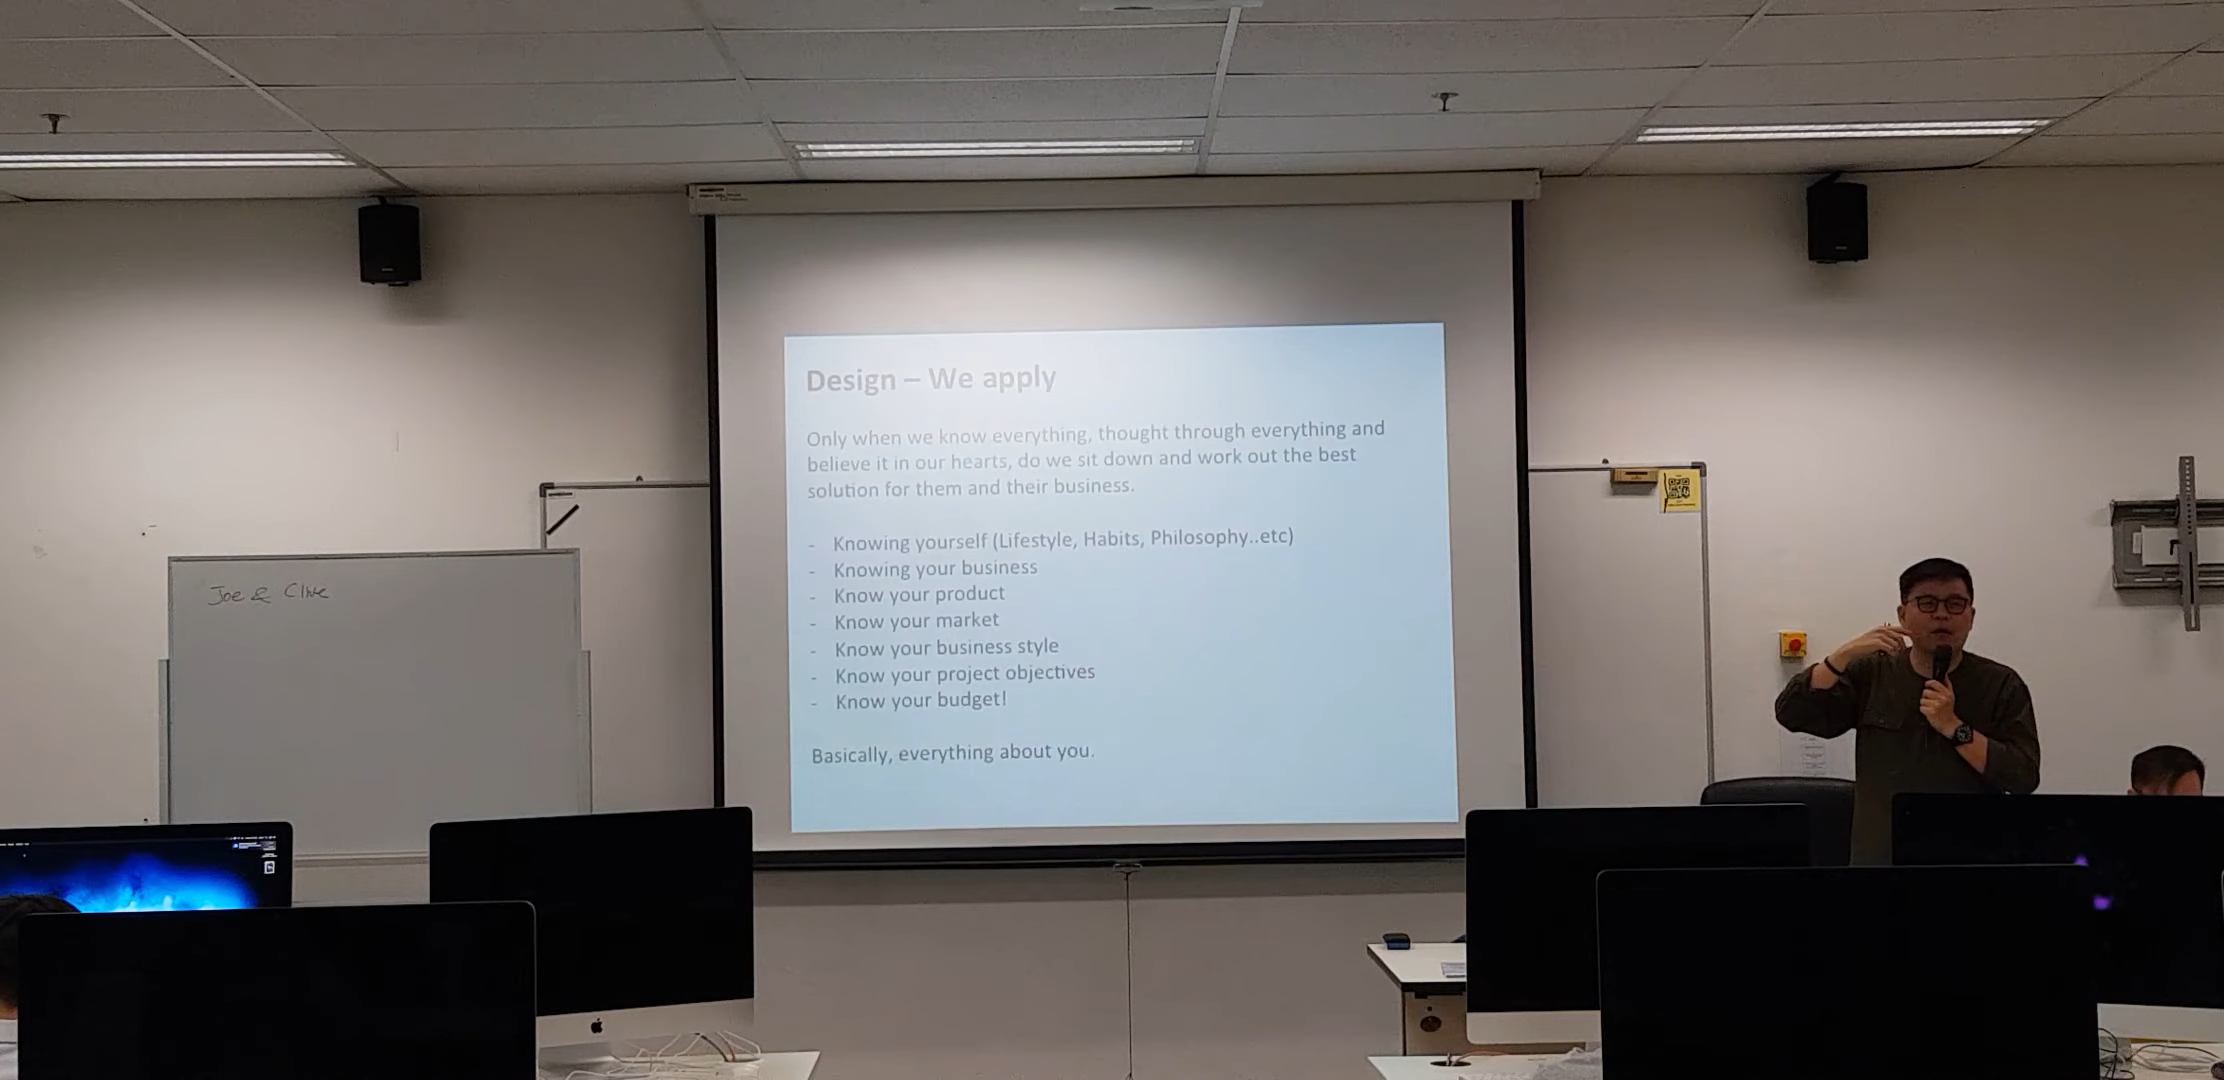 Design – We apply
Only when we know everything, thought through everything and
believe it in our hearts, do we sit down and work out the best
solution for them and their business.
- Knowing yourself (Lifestyle, Habits, Philosophy..etc)
- Knowing your business
- Know your product
- Know your market
- Know your business style
- Know your project objectives
- Know your budget!
Basically, everything about you.
Joe & Clive